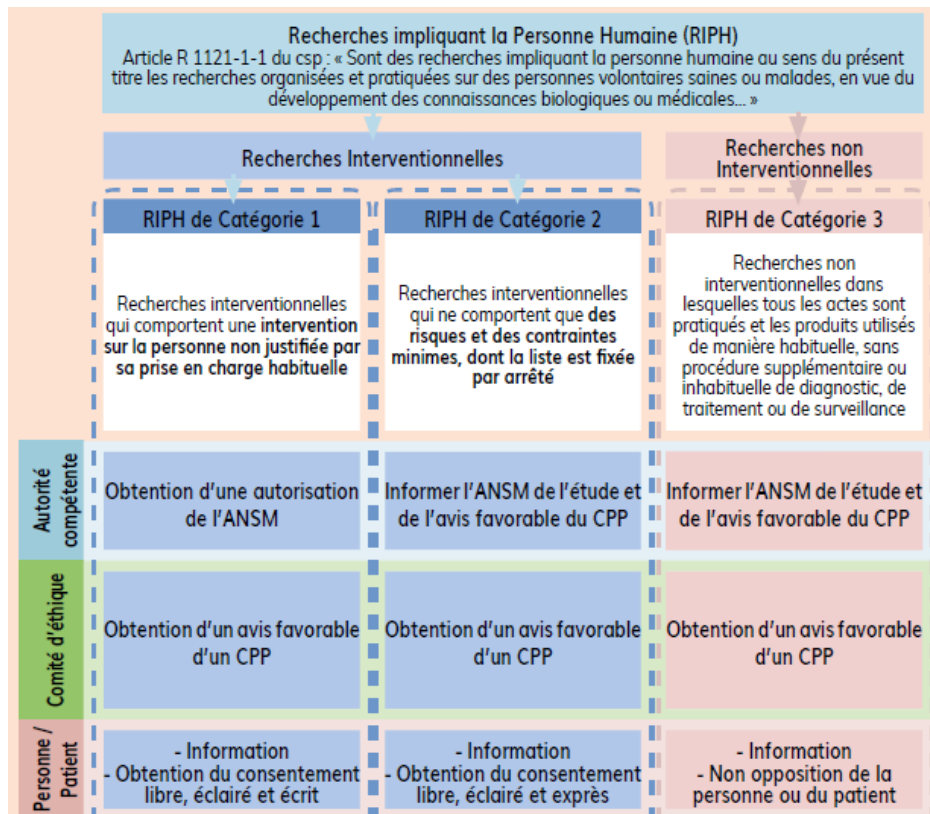 Recherches impliquant la Personne Humaine (RIPH)
Article R 1121-1-1 du csp : « Sont des recherches impliquant la personne humaine au sens du présent
titre les recherches organisées et pratiquées sur des personnes volontaires saines ou malades, en vue du
développement des connaissances biologiques ou médicales... »
Recherches Interventionnelles
Recherches non
Interventionnelles
RIPH de Catégorie 1
Recherches interventionnelles
qui comportent une intervention
sur la personne non justifiée par
sa prise en charge habituelle
RIPH de Catégorie 2
Recherches interventionnelles
qui ne comportent que des
risques et des contraintes
minimes, dont la liste est fixée
par arrêté
RIPH de Catégorie 3
Recherches non
interventionnelles dans
lesquelles tous les actes sont
pratiqués et les produits utilisés
de manière habituelle, sans
procédure supplémentaire ou
inhabituelle de diagnostic, de
traitement ou de surveillance
Autorité
compétente
Obtention d'une autorisation
de l'ANSM
Informer l'ANSM de l'étude et
de l'avis favorable du CPP
Informer l'ANSM de l'étude et
de l'avis favorable du CPP
Comité d'éthique
Obtention d'un avis favorable
d'un CPP
Obtention d'un avis favorable
d'un CPP
Obtention d'un avis favorable
d'un CPP
Personne /
Patient
- Information
- Obtention du consentement
libre, éclairé et écrit
- Information
- Obtention du consentement
libre, éclairé et exprès
- Information
- Non opposition de la
personne ou du patient